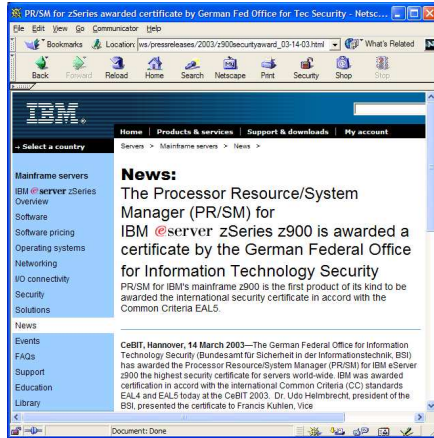 PR/SM for zSeries awarded certificate by German Fed Office for Tec Security - Netsc...
File Edit View Go Communicator Help
Bookmarks Location: ws/pressreleases/2003/z900securityaward_03-14-03.html What's Related
Back Forward Reload Home Search Netscape Print Security Shop Stop
IBM
Home | Products & services | Support & downloads | My account
Select a country
Servers > Mainframe servers > News >
Mainframe servers
IBM eserver zSeries
Overview
Software
Software pricing
Operating systems
Networking
I/O connectivity
Security
Solutions
News
Events
FAQs
Support
Education
Library
News:
The Processor Resource/System
Manager (PR/SM) for
IBM eserver zSeries z900 is awarded a
certificate by the German Federal Office
for Information Technology Security
PR/SM for IBM's mainframe z900 is the first product of its kind to be
awarded the international security certificate in accord with the
Common Criteria EAL5.
CeBIT, Hannover, 14 March 2003—The German Federal Office for Information
Technology Security (Bundesamt für Sicherheit in der Informationstechnik, BSI)
has awarded the Processor Resource/System Manager (PR/SM) for IBM eServer
z900 the highest security certificate for servers world-wide. IBM was awarded
certification in accord with the international Common Criteria (CC) standards
EAL4 and EAL5 today at the CeBIT 2003. Dr. Udo Helmbrecht, president of the
BSI, presented the certificate to Francis Kuhlen, Vice
Document: Done